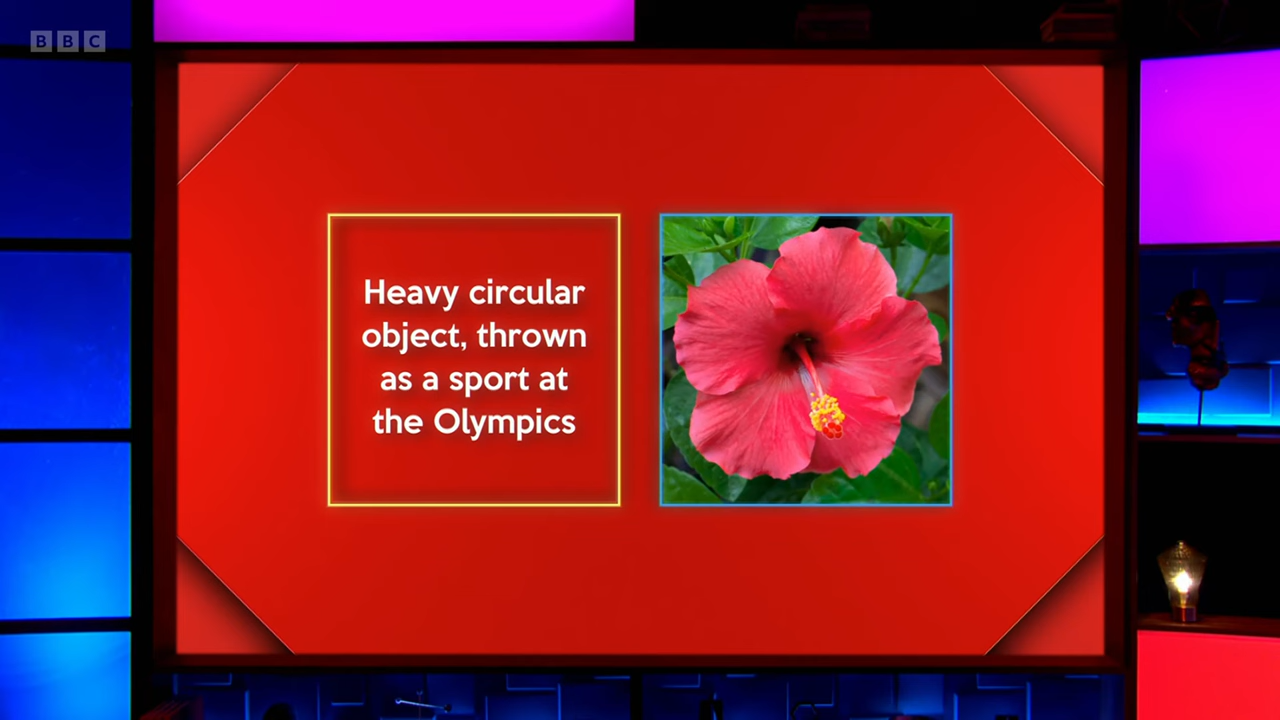 BBC
Heavy circular
object, thrown
as a sport at
the Olympics